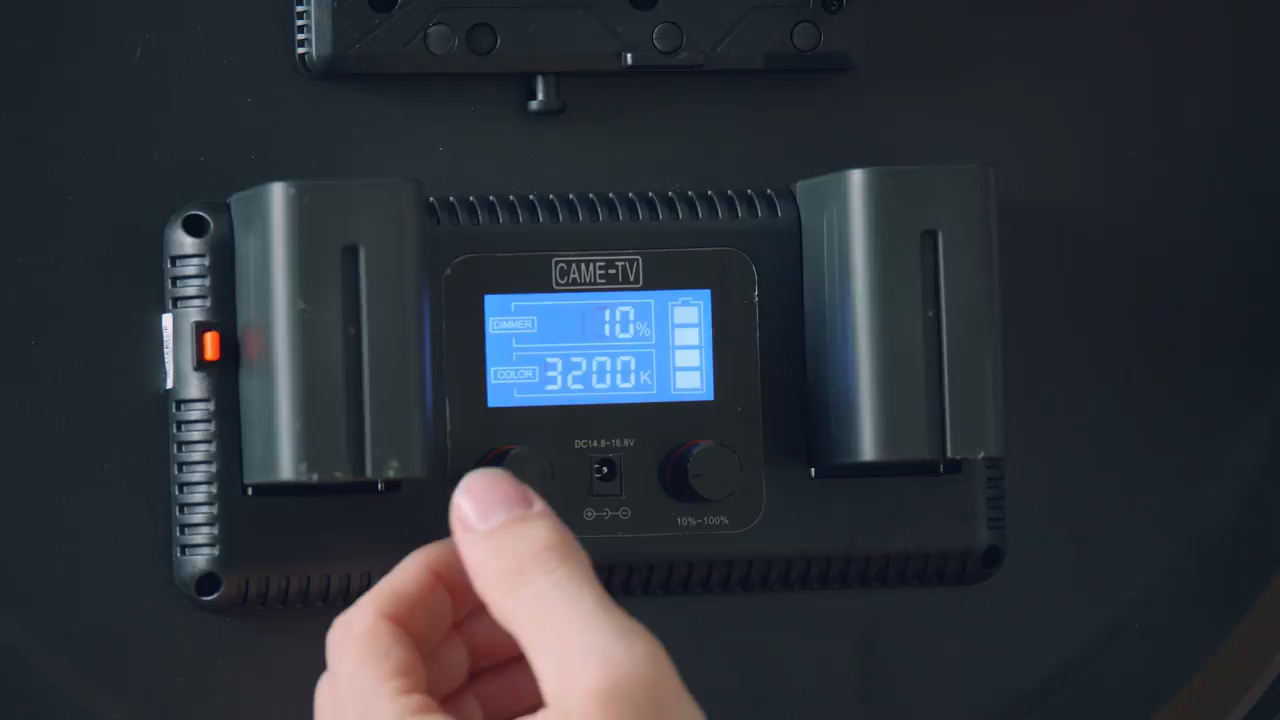 CAME-TV
DIMMER 10%
COLOR 3200K
DC14.8-16.8V
10%-100%